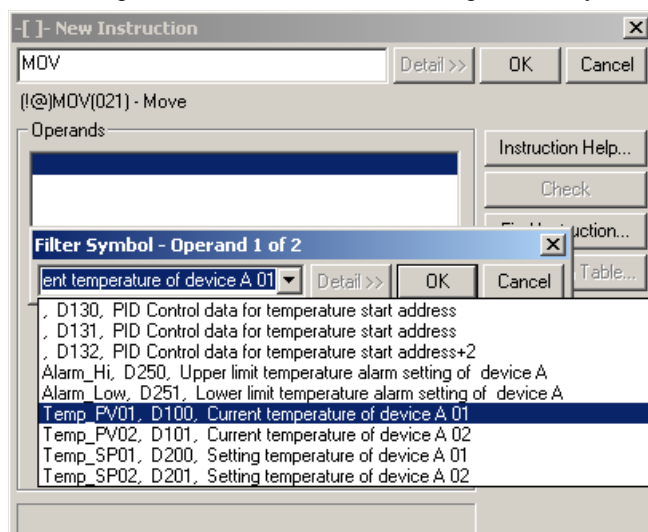 -[ ]- New Instruction
MOV
Detail >>
OK
Cancel
(!@)MOV(021) - Move
Operands
Instruction Help...
Check
Filter Symbol - Operand 1 of 2
uction...
ent temperature of device A 01
Detail >>
OK
Cancel
Table...
, D130, PID Control data for temperature start address
, D131, PID Control data for temperature start address
, D132, PID Control data for temperature start address+2
Alarm_Hi, D250, Upper limit temperature alarm setting of device A
Alarm_Low, D251, Lower limit temperature alarm setting of device A
Temp_PV01, D100, Current temperature of device A 01
Temp_PV02, D101, Current temperature of device A 02
Temp_SP01, D200, Setting temperature of device A 01
Temp_SP02, D201, Setting temperature of device A 02